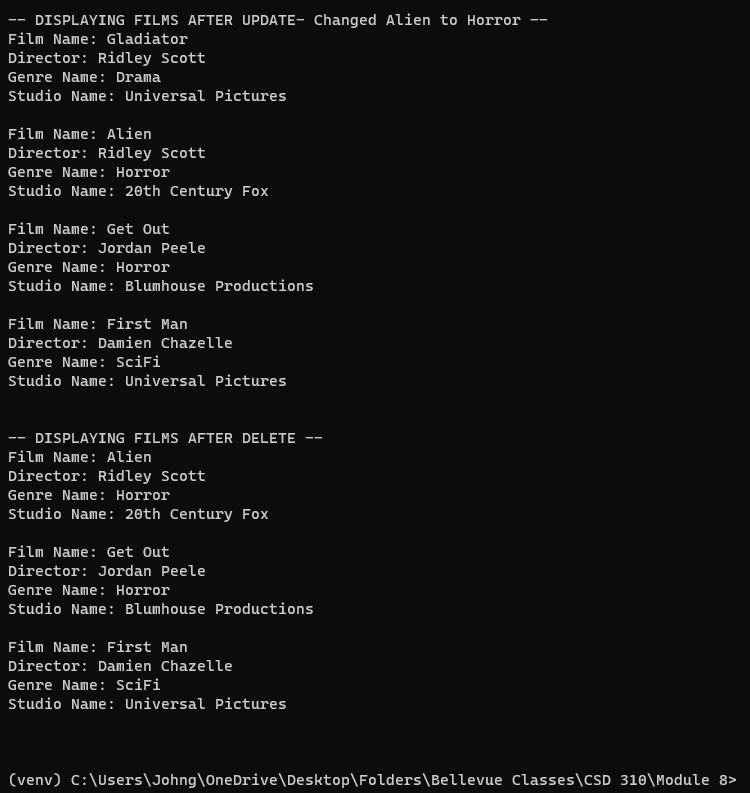 -- DISPLAYING FILMS AFTER UPDATE- Changed Alien to Horror --
Film Name: Gladiator
Director: Ridley Scott
Genre Name: Drama
Studio Name: Universal Pictures

Film Name: Alien
Director: Ridley Scott
Genre Name: Horror
Studio Name: 20th Century Fox

Film Name: Get Out
Director: Jordan Peele
Genre Name: Horror
Studio Name: Blumhouse Productions

Film Name: First Man
Director: Damien Chazelle
Genre Name: SciFi
Studio Name: Universal Pictures

-- DISPLAYING FILMS AFTER DELETE --
Film Name: Alien
Director: Ridley Scott
Genre Name: Horror
Studio Name: 20th Century Fox

Film Name: Get Out
Director: Jordan Peele
Genre Name: Horror
Studio Name: Blumhouse Productions

Film Name: First Man
Director: Damien Chazelle
Genre Name: SciFi
Studio Name: Universal Pictures

(venv) C:\Users\Johng\OneDrive\Desktop\Folders\Bellevue Classes\CSD 310\Module 8>